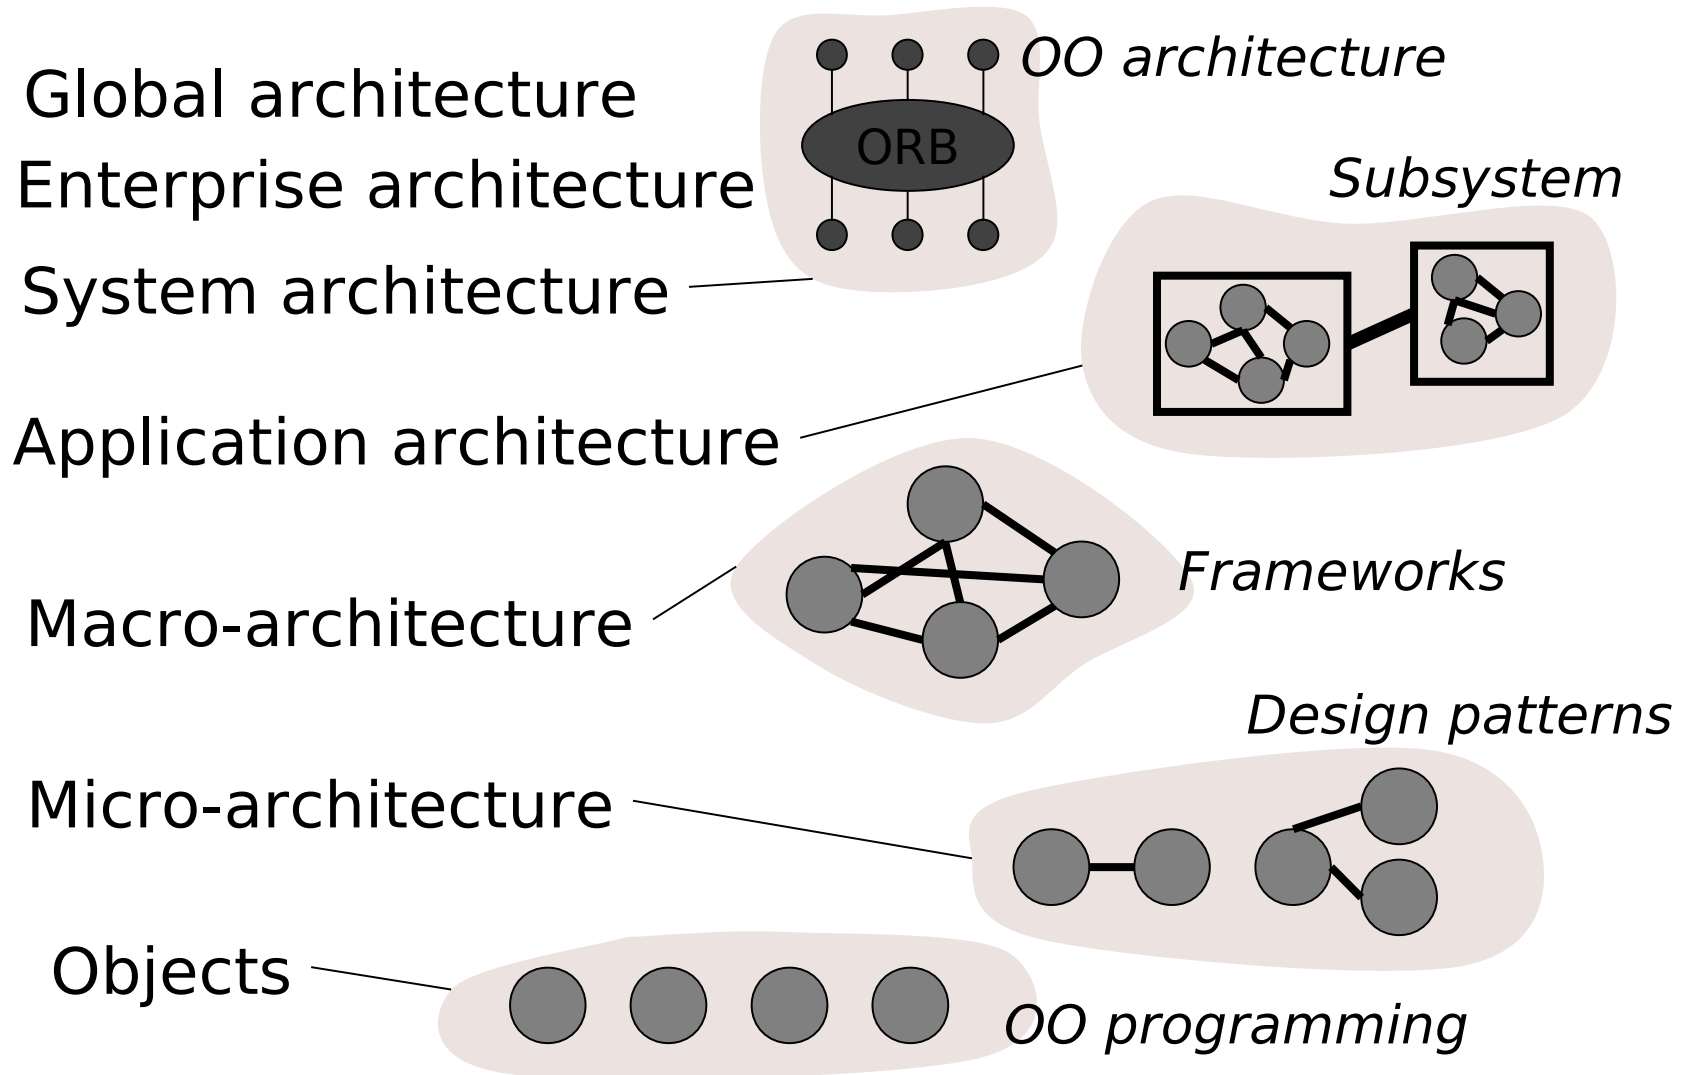 OO architecture
Global architecture
ORB
Enterprise architecture
Subsystem
System architecture
Application architecture
Frameworks
Macro-architecture
Design patterns
Micro-architecture
Objects
OO programming